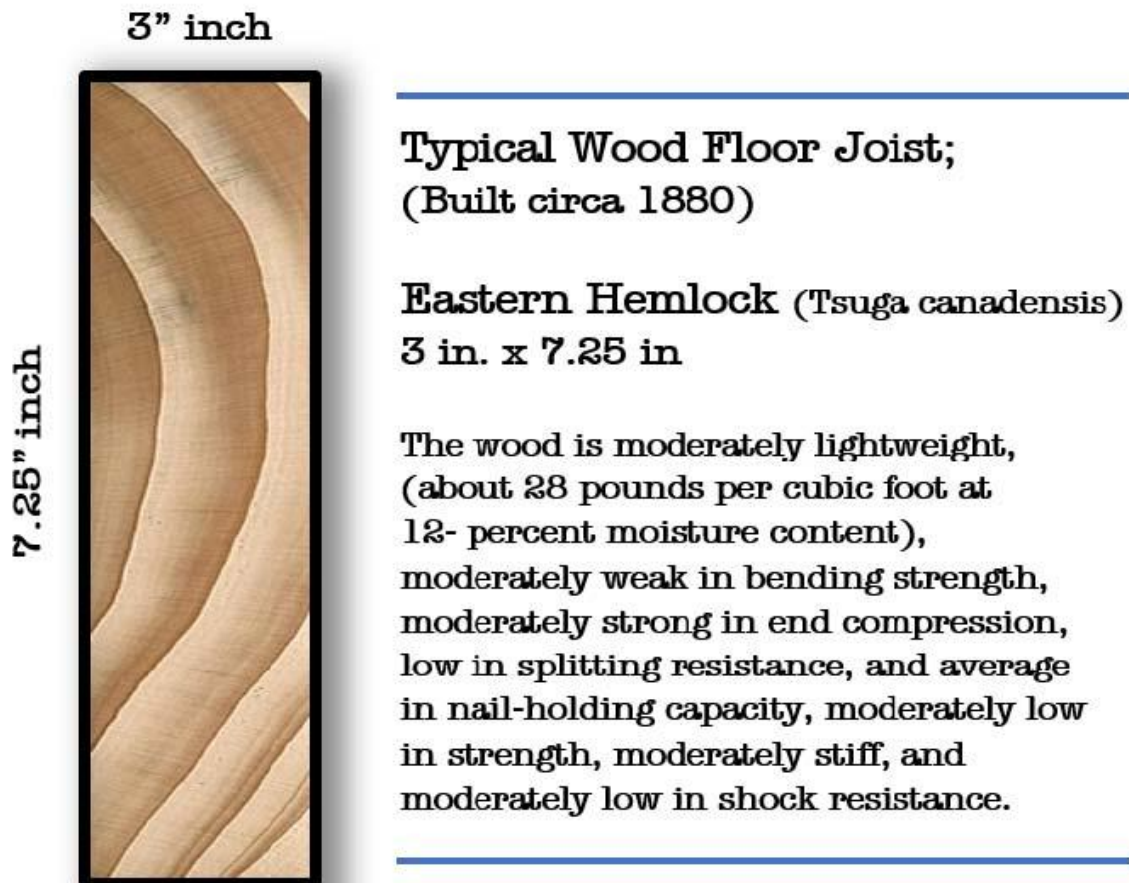 3” inch
7.25” inch
Typical Wood Floor Joist;
(Built circa 1880)
Eastern Hemlock (Tsuga canadensis)
3 in. x 7.25 in
The wood is moderately lightweight,
(about 28 pounds per cubic foot at
12- percent moisture content),
moderately weak in bending strength,
moderately strong in end compression,
low in splitting resistance, and average
in nail-holding capacity, moderately low
in strength, moderately stiff, and
moderately low in shock resistance.